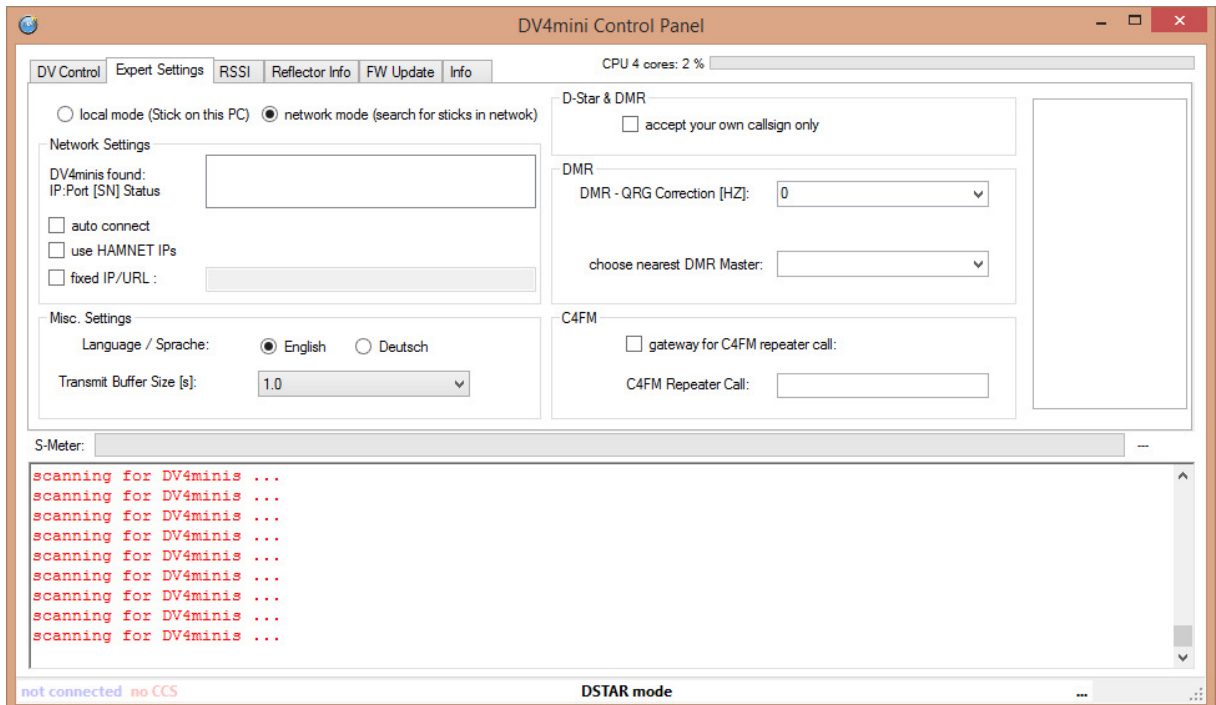 DV4mini Control Panel
DV Control
Expert Settings
RSSI
Reflector Info
FW Update
Info
CPU 4 cores: 2 %
local mode (Stick on this PC)
network mode (search for sticks in netwok)
Network Settings
DV4minis found:
IP:Port [SN] Status
auto connect
use HAMNET IPs
fixed IP/URL :
Misc. Settings
Language / Sprache:
English
Deutsch
Transmit Buffer Size [s]:
1.0
D-Star & DMR
accept your own callsign only
DMR
DMR - QRG Correction [HZ]:
0
choose nearest DMR Master:
C4FM
gateway for C4FM repeater call:
C4FM Repeater Call:
S-Meter:
---
scanning for DV4minis ...
scanning for DV4minis ...
scanning for DV4minis ...
scanning for DV4minis ...
scanning for DV4minis ...
scanning for DV4minis ...
scanning for DV4minis ...
scanning for DV4minis ...
scanning for DV4minis ...
not connected no CCS
DSTAR mode
...